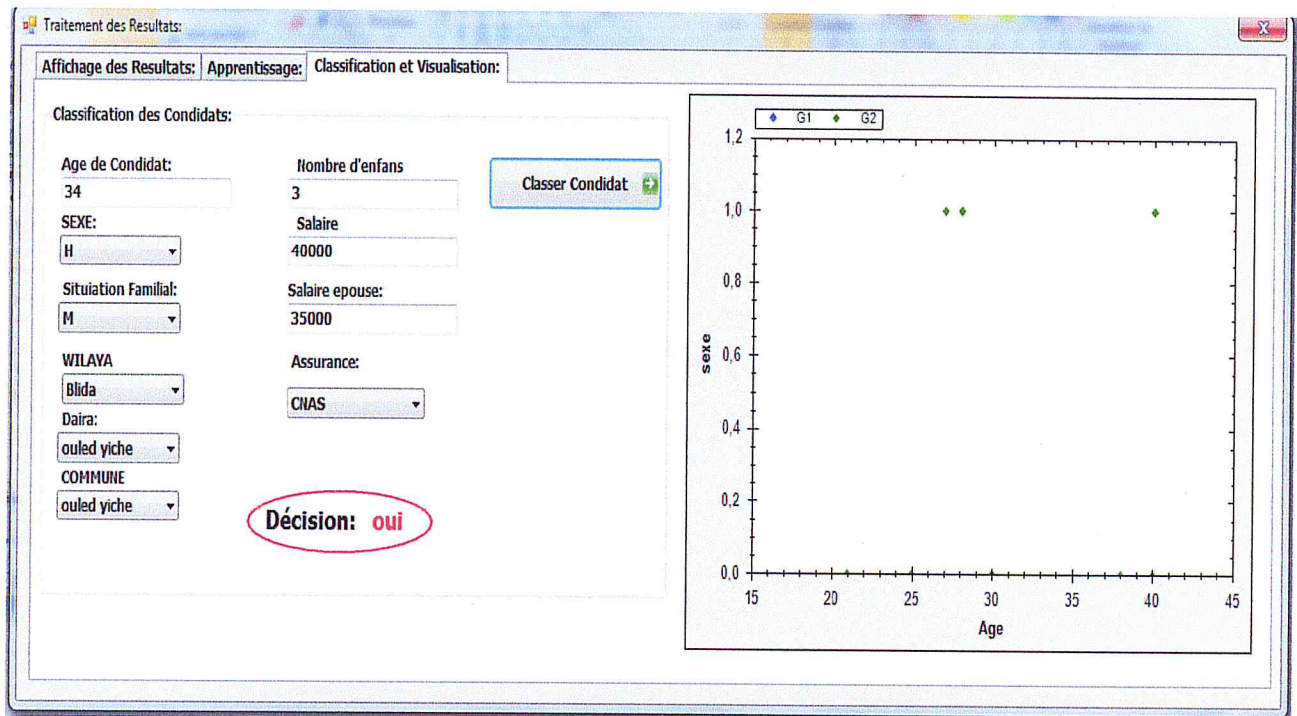 Traitement des Resultats:
Affichage des Resultats: Apprentissage: Classification et Visualisation:
Classification des Condidats:
Age de Condidat:
34
SEXE:
H
Situiation Familial:
M
WILAYA
Blida
Daira:
ouled yiche
COMMUNE
ouled yiche
Nombre d'enfans
3
Salaire
40000
Salaire epouse:
35000
Assurance:
CNAS
Classer Condidat
Décision: oui
G1 G2
1,2
1,0
0,8
0,6
0,4
0,2
0,0
sexe
15 20 25 30 35 40 45
Age